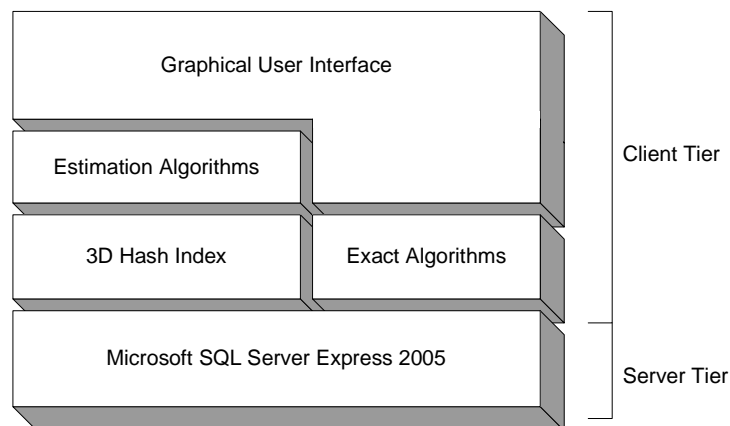 Graphical User Interface
Client Tier
Estimation Algorithms
3D Hash Index
Exact Algorithms
Microsoft SQL Server Express 2005
Server Tier